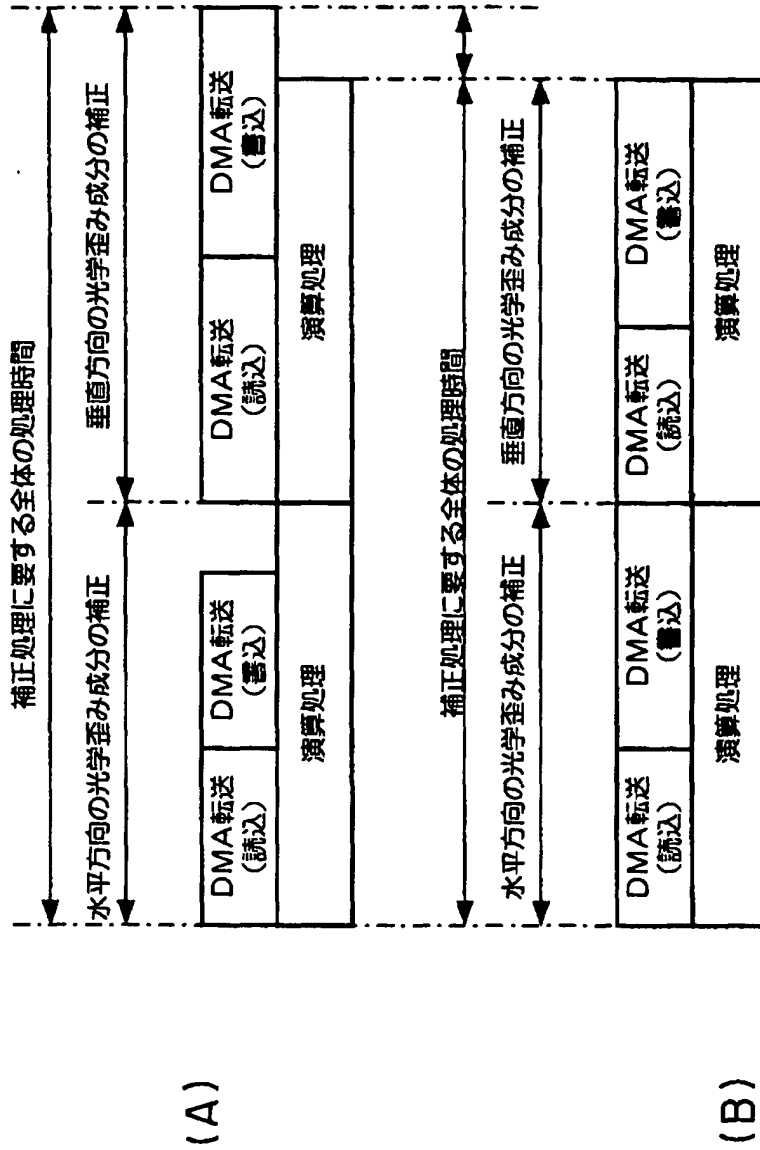 (A)
補正処理に要する全体の処理時間
水平方向の光学歪み成分の補正
垂直方向の光学歪み成分の補正
DMA転送
(読込)
DMA転送
(書込)
DMA転送
(読込)
DMA転送
(書込)
演算処理
演算処理
(B)
補正処理に要する全体の処理時間
水平方向の光学歪み成分の補正
垂直方向の光学歪み成分の補正
DMA転送
(読込)
DMA転送
(書込)
DMA転送
(読込)
DMA転送
(書込)
演算処理
演算処理